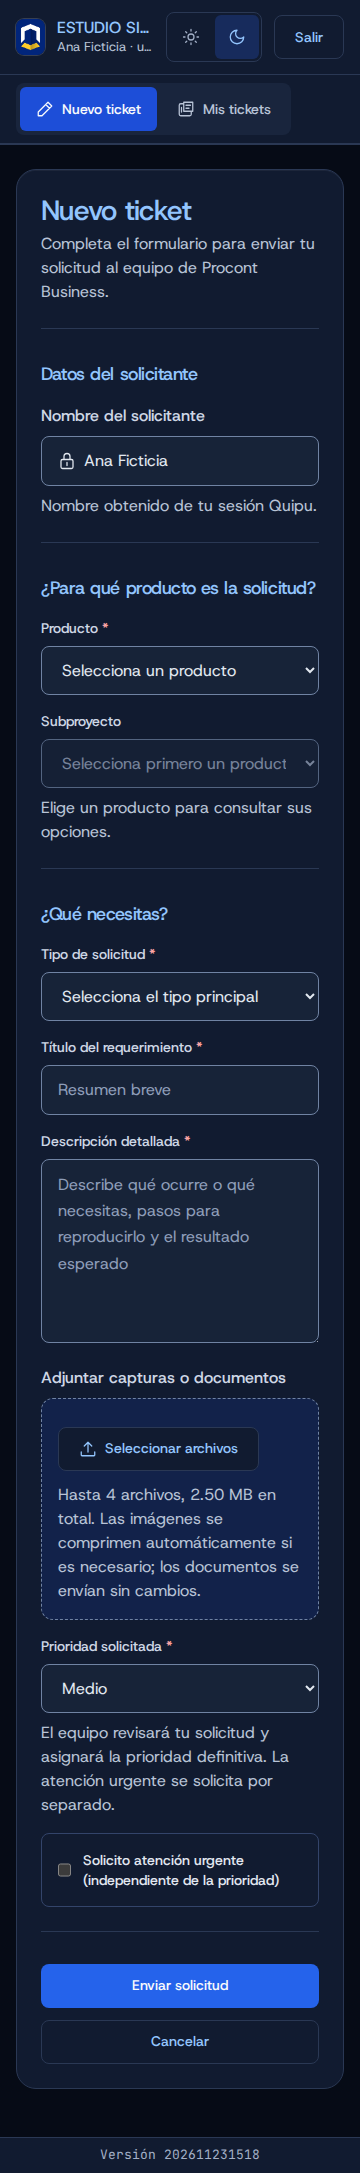 ESTUDIO SI...
Ana Ficticia · u...
Salir
Nuevo ticket
Mis tickets
Nuevo ticket
Completa el formulario para enviar tu
solicitud al equipo de Procont
Business.
Datos del solicitante
Nombre del solicitante
Ana Ficticia
Nombre obtenido de tu sesión Quipu.
¿Para qué producto es la solicitud?
Producto *
Selecciona un producto
Subproyecto
Selecciona primero un product
Elige un producto para consultar sus
opciones.
¿Qué necesitas?
Tipo de solicitud *
Selecciona el tipo principal
Título del requerimiento *
Resumen breve
Descripción detallada *
Describe qué ocurre o qué
necesitas, pasos para
reproducirlo y el resultado
esperado
Adjuntar capturas o documentos
Seleccionar archivos
Hasta 4 archivos, 2.50 MB en
total. Las imágenes se
comprimen automáticamente si
es necesario; los documentos se
envían sin cambios.
Prioridad solicitada *
Medio
El equipo revisará tu solicitud y
asignará la prioridad definitiva. La
atención urgente se solicita por
separado.
Solicito atención urgente
(independiente de la prioridad)
Enviar solicitud
Cancelar
Versión 202611231518